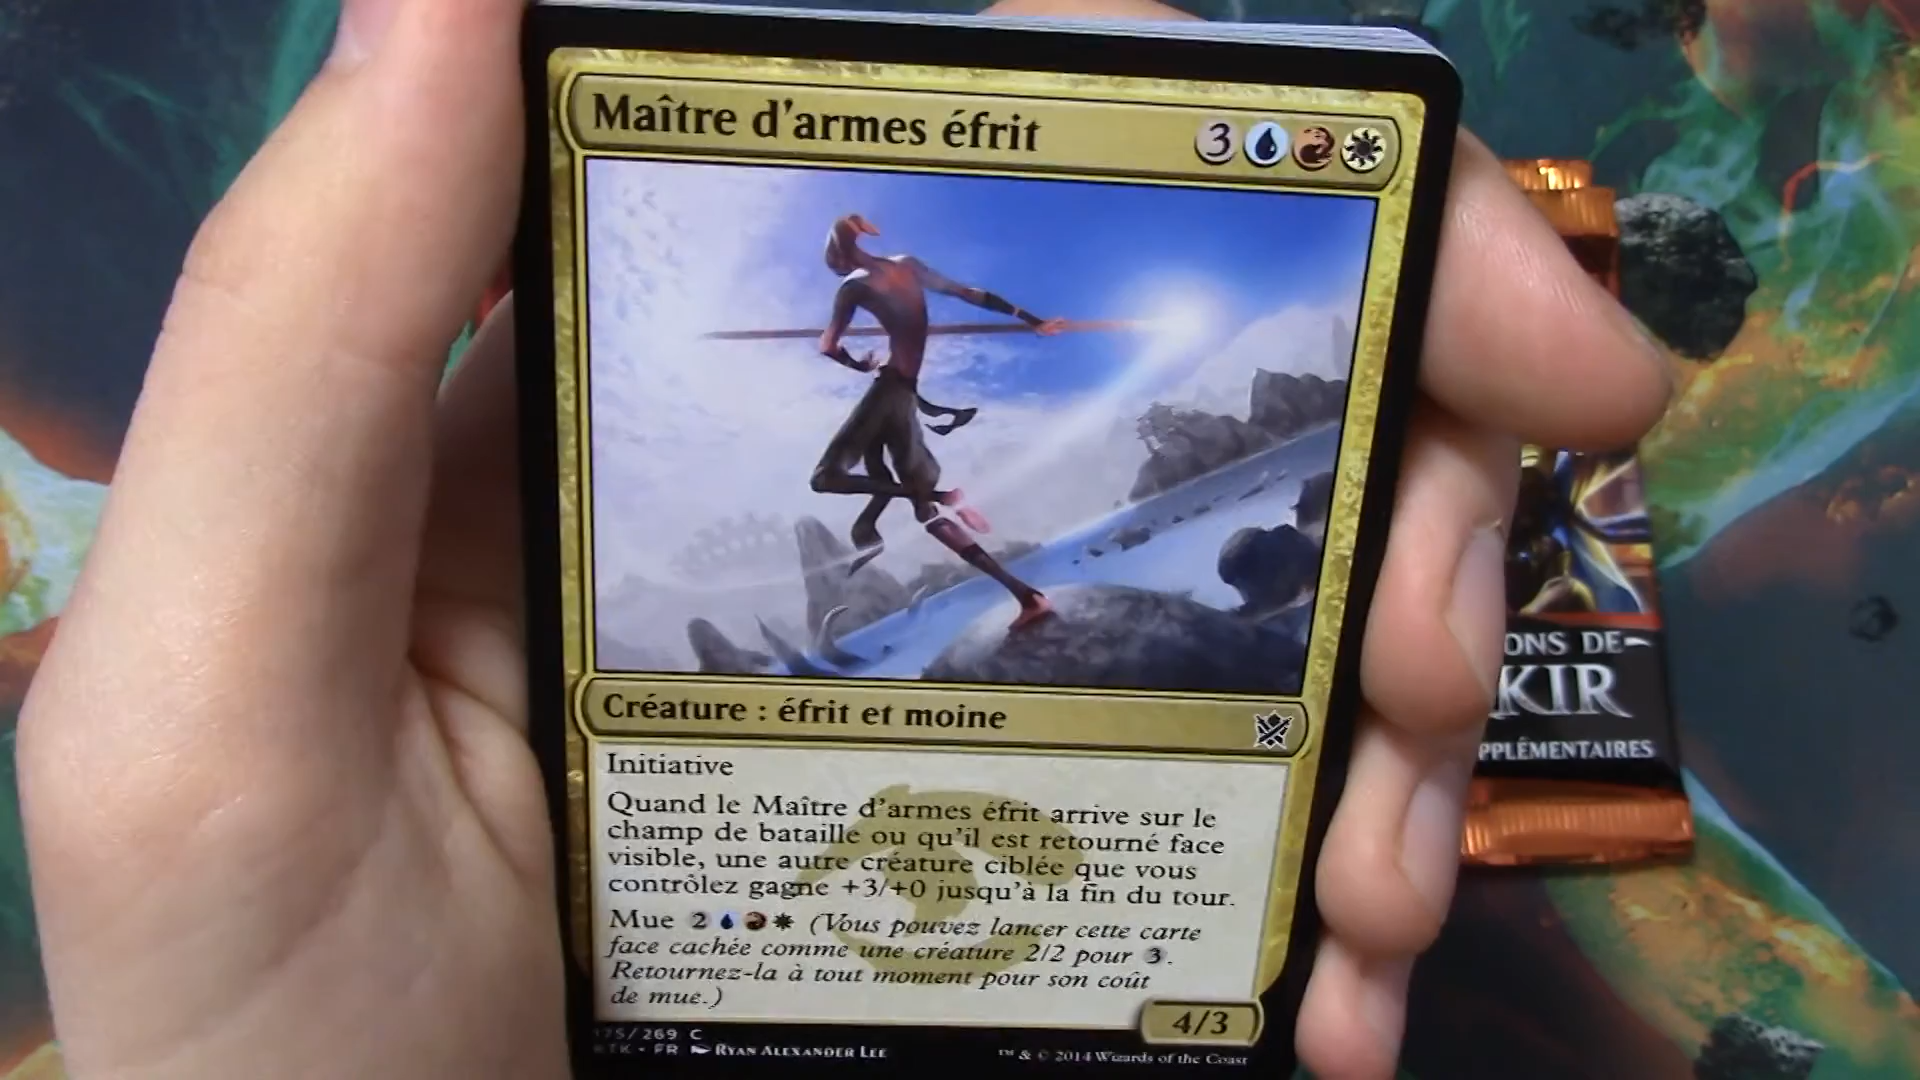 Maître d'armes éfrit
3
Créature : éfrit et moine
Initiative
Quand le Maître d'armes éfrit arrive sur le
champ de bataille ou qu'il est retourné face
visible, une autre créature ciblée que vous
contrôlez gagne +3/+0 jusqu'à la fin du tour.
Mue 2 (Vous pouvez lancer cette carte
face cachée comme une créature 2/2 pour 3.
Retournez-la à tout moment pour son coût
de mue.)
4/3
175/269 C
KTK • FR RYAN ALEXANDER LEE
™ & © 2014 Wizards of the Coast
ONS DE
KIR
PPLÉMENTAIRES